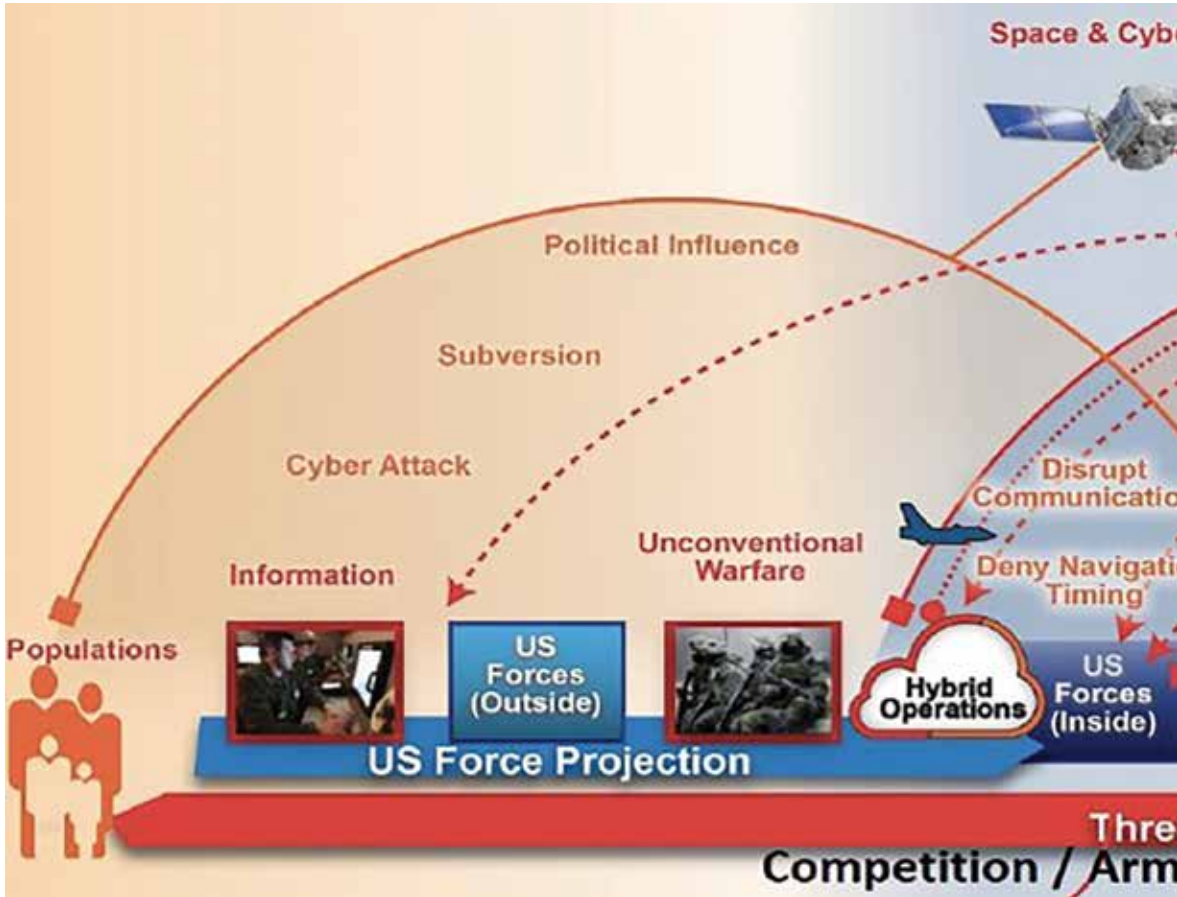 Space & Cybe
Political Influence
Subversion
Cyber Attack
Disrupt
Communicatio
Unconventional
Warfare
Information
Deny Navigati
Timing
Populations
US
Forces
(Outside)
Hybrid
Operations
US
Forces
(Inside)
US Force Projection
Thre
Competition / Arm